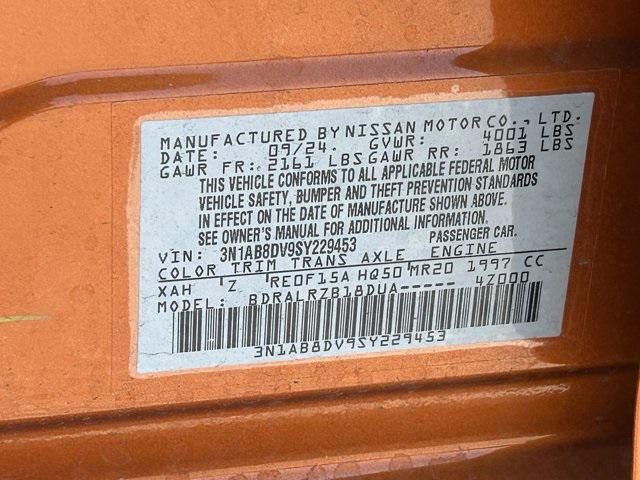 MANUFACTURED BY NISSAN MOTOR CO., LTD.
DATE: 09/24. GVWR: 4001 LBS
GAWR FR: 2161 LBS GAWR RR: 1863 LBS
THIS VEHICLE CONFORMS TO ALL APPLICABLE FEDERAL MOTOR
VEHICLE SAFETY, BUMPER AND THEFT PREVENTION STANDARDS
IN EFFECT ON THE DATE OF MANUFACTURE SHOWN ABOVE.
SEE OWNER'S MANUAL FOR ADDITIONAL INFORMATION.
VIN: 3N1AB8DV9SY229453 PASSENGER CAR.
COLOR TRIM TRANS AXLE ENGINE
XAH Z RE0F15A HQ50 MR20 1997 CC
MODEL: BDRALRZB18DUA----- 4Z000
3N1AB8DV9SY229453